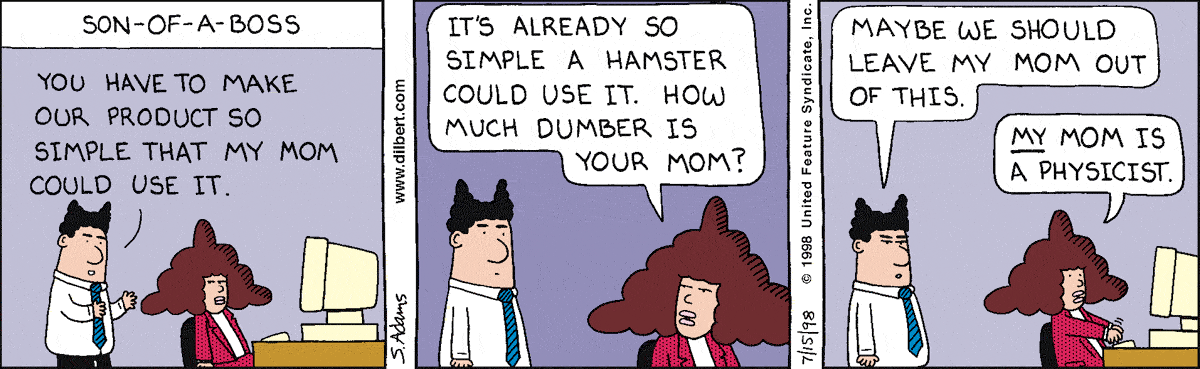 SON-OF-A-BOSS
YOU HAVE TO MAKE
OUR PRODUCT SO
SIMPLE THAT MY MOM
COULD USE IT.
www.dilbert.com
S. Adams
IT'S ALREADY SO
SIMPLE A HAMSTER
COULD USE IT. HOW
MUCH DUMBER IS
YOUR MOM?
7/15/98 © 1998 United Feature Syndicate, Inc.
MAYBE WE SHOULD
LEAVE MY MOM OUT
OF THIS.
MY MOM IS
A PHYSICIST.